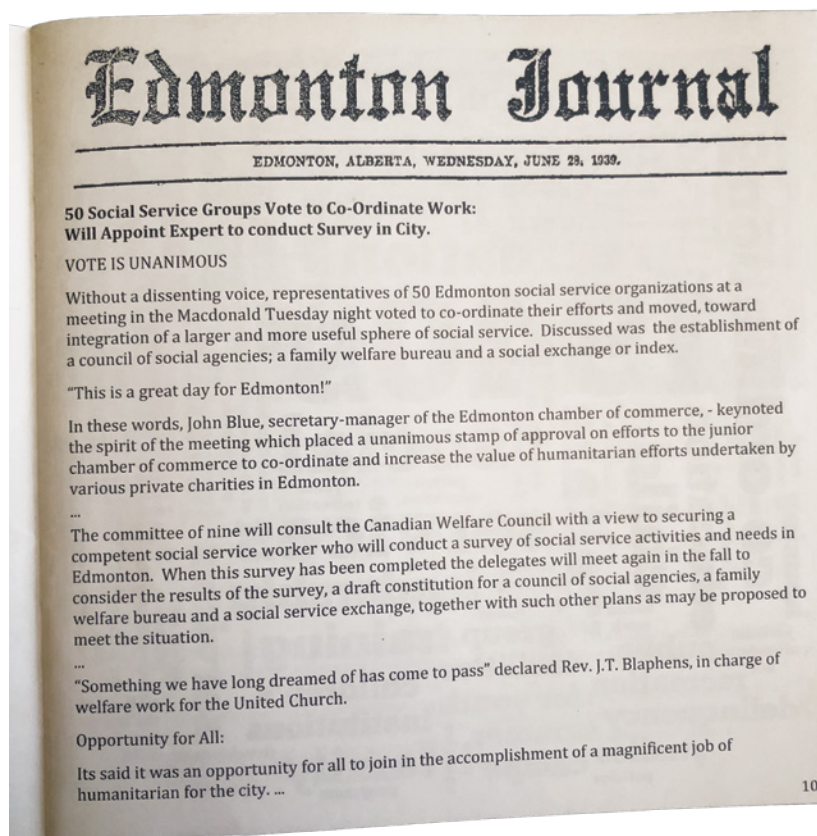 Edmonton Journal
EDMONTON, ALBERTA, WEDNESDAY, JUNE 28, 1939.
50 Social Service Groups Vote to Co-Ordinate Work:
Will Appoint Expert to conduct Survey in City.
VOTE IS UNANIMOUS
Without a dissenting voice, representatives of 50 Edmonton social service organizations at a
meeting in the Macdonald Tuesday night voted to co-ordinate their efforts and moved, toward
integration of a larger and more useful sphere of social service. Discussed was the establishment of
a council of social agencies; a family welfare bureau and a social exchange or index.
“This is a great day for Edmonton!”
In these words, John Blue, secretary-manager of the Edmonton chamber of commerce, - keynoted
the spirit of the meeting which placed a unanimous stamp of approval on efforts to the junior
chamber of commerce to co-ordinate and increase the value of humanitarian efforts undertaken by
various private charities in Edmonton.
...
The committee of nine will consult the Canadian Welfare Council with a view to securing a
competent social service worker who will conduct a survey of social service activities and needs in
Edmonton. When this survey has been completed the delegates will meet again in the fall to
consider the results of the survey, a draft constitution for a council of social agencies, a family
welfare bureau and a social service exchange, together with such other plans as may be proposed to
meet the situation.
...
“Something we have long dreamed of has come to pass” declared Rev. J.T. Blaphens, in charge of
welfare work for the United Church.
Opportunity for All:
Its said it was an opportunity for all to join in the accomplishment of a magnificent job of
humanitarian for the city. ...
10